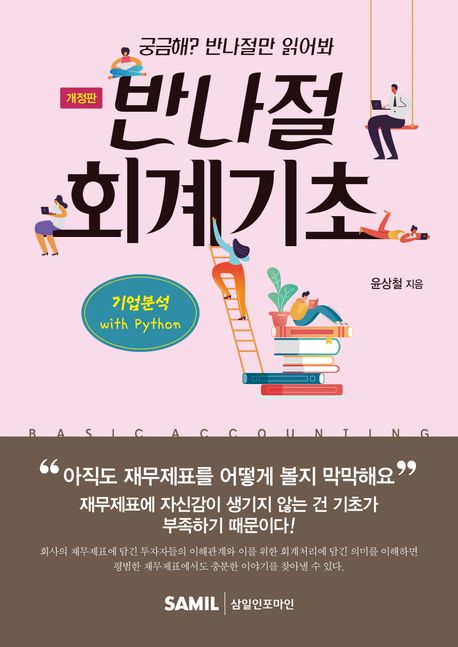 궁금해? 반나절만 읽어봐
개정판
반나절
회계기초
윤상철 지음
기업분석
with Python
BASIC ACCOUNTING
“아직도 재무제표를 어떻게 볼지 막막해요”
재무제표에 자신감이 생기지 않는 건 기초가
부족하기 때문이다!
회사의 재무제표에 담긴 투자자들의 이해관계와 이를 위한 회계처리에 담긴 의미를 이해하면
평범한 재무제표에서도 충분한 이야기를 찾아낼 수 있다.
SAMIL | 삼일인포마인